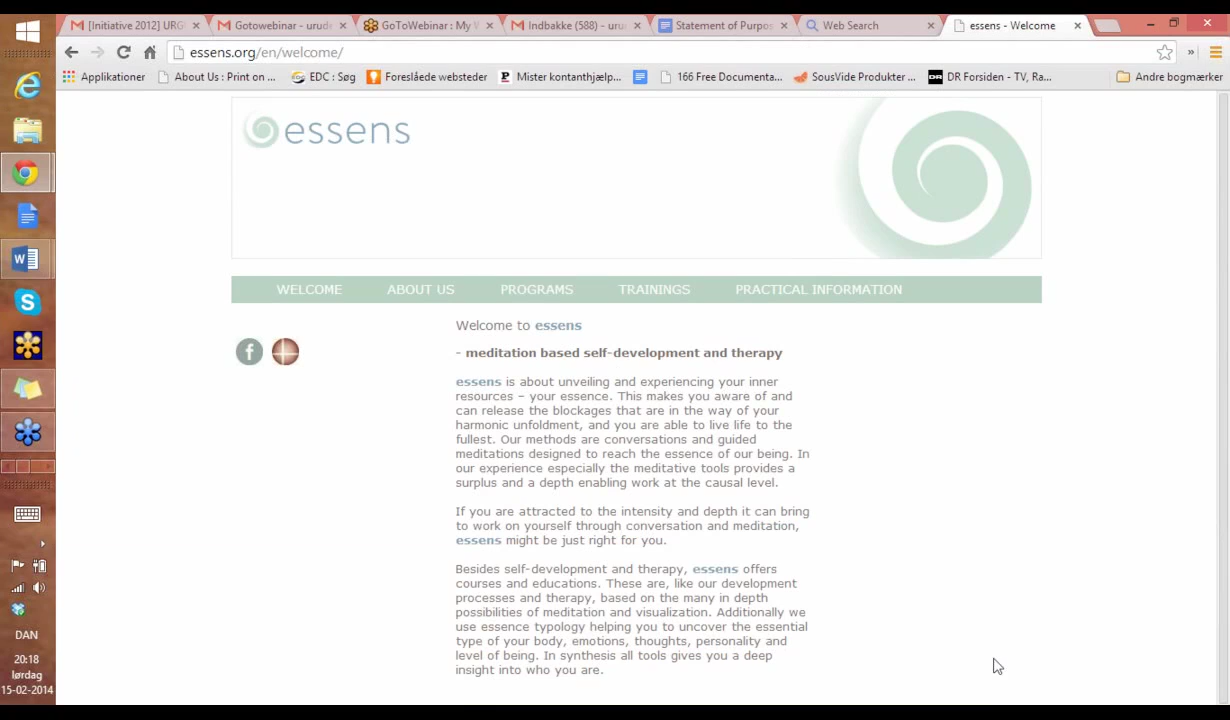 [Initiative 2012] URG
Gotowebinar - urude
GoToWebinar : My W
Indbakke (588) - uru
Statement of Purpos
Web Search
essens - Welcome
essens.org/en/welcome/
Applikationer
About Us : Print on ...
EDC : Søg
Foreslåede websteder
Mister kontanthjælp...
166 Free Documenta...
SousVide Produkter ...
DR Forsiden - TV, Ra...
Andre bogmærker
essens
WELCOME ABOUT US PROGRAMS TRAININGS PRACTICAL INFORMATION
Welcome to essens
- meditation based self-development and therapy
essens is about unveiling and experiencing your inner
resources – your essence. This makes you aware of and
can release the blockages that are in the way of your
harmonic unfoldment, and you are able to live life to the
fullest. Our methods are conversations and guided
meditations designed to reach the essence of our being. In
our experience especially the meditative tools provides a
surplus and a depth enabling work at the causal level.
If you are attracted to the intensity and depth it can bring
to work on yourself through conversation and meditation,
essens might be just right for you.
Besides self-development and therapy, essens offers
courses and educations. These are, like our development
processes and therapy, based on the many in depth
possibilities of meditation and visualization. Additionally we
use essence typology helping you to uncover the essential
type of your body, emotions, thoughts, personality and
level of being. In synthesis all tools gives you a deep
insight into who you are.
DAN
20:18
lørdag
15-02-2014